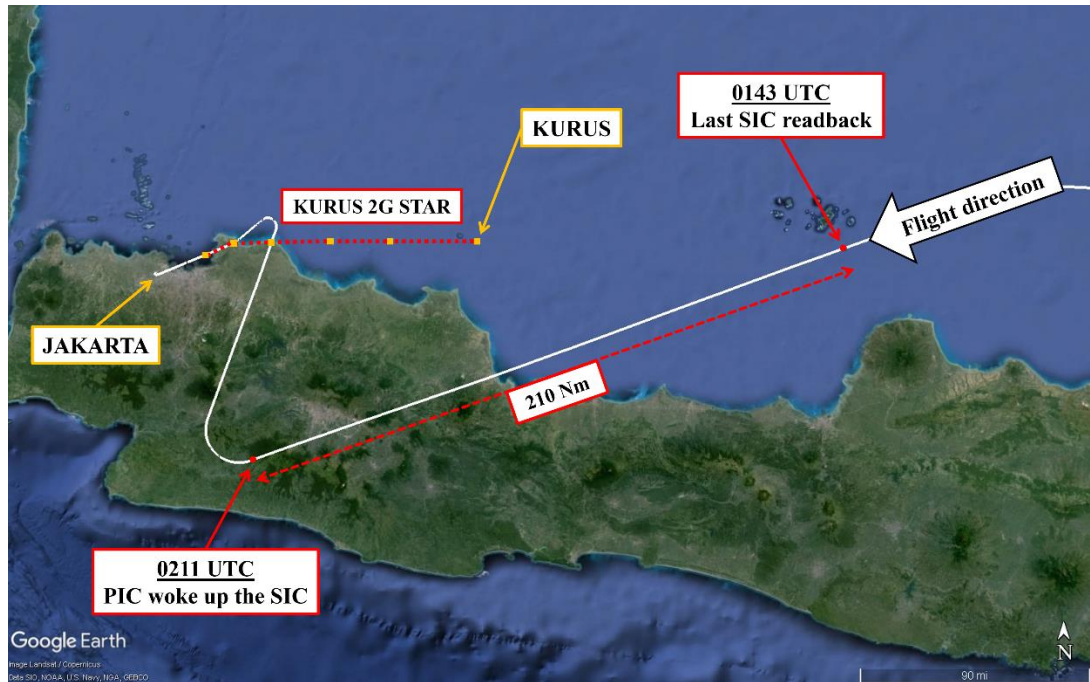 0143 UTC
Last SIC readback
KURUS
KURUS 2G STAR
Flight direction
JAKARTA
210 Nm
0211 UTC
PIC woke up the SIC
Google Earth
Image Landsat / Copernicus
Data SIO, NOAA, U.S. Navy, NGA, GEBCO
N
90 mi